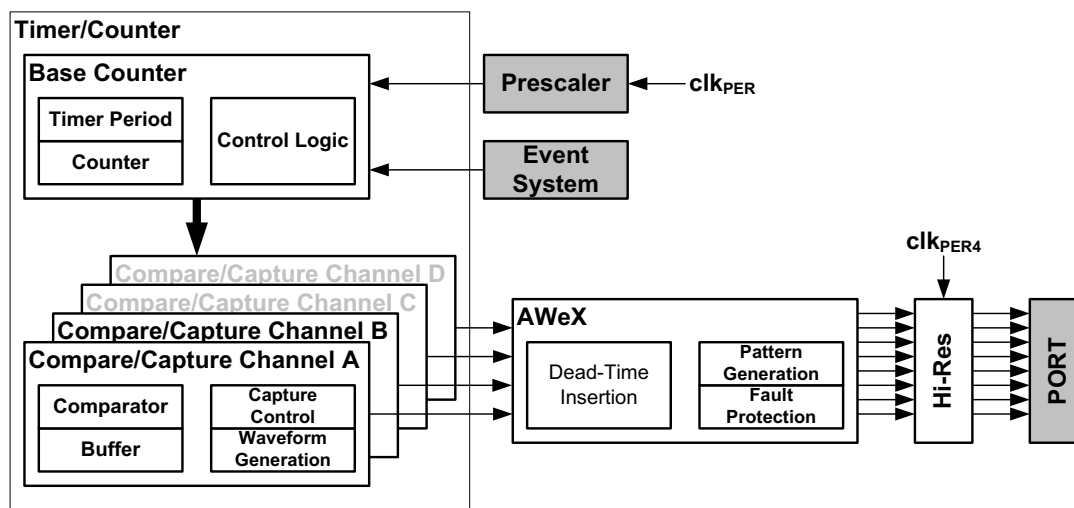 Timer/Counter
Base Counter
Timer Period
Counter
Control Logic
Prescaler
clkPER
Event
System
Compare/Capture Channel D
Compare/Capture Channel C
Compare/Capture Channel B
Compare/Capture Channel A
Comparator
Buffer
Capture
Control
Waveform
Generation
AWeX
Dead-Time
Insertion
Pattern
Generation
Fault
Protection
clkPER4
Hi-Res
PORT